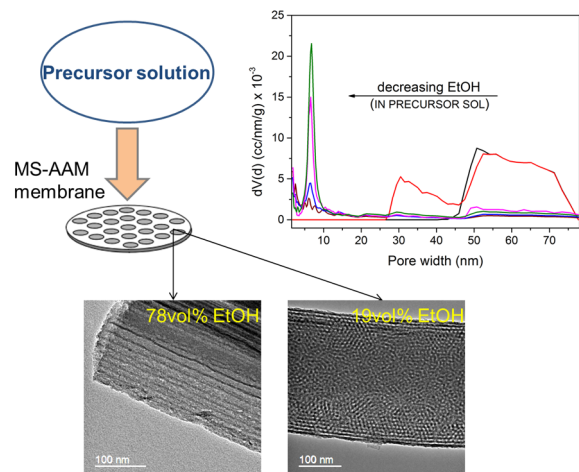 Precursor solution
MS-AAM
membrane
dV(d) (cc/nm/g) x 10⁻³
25
20
15
10
5
0
decreasing EtOH
(IN PRECURSOR SOL)
10 20 30 40 50 60 70
Pore width (nm)
78vol% EtOH
100 nm
19vol% EtOH
100 nm